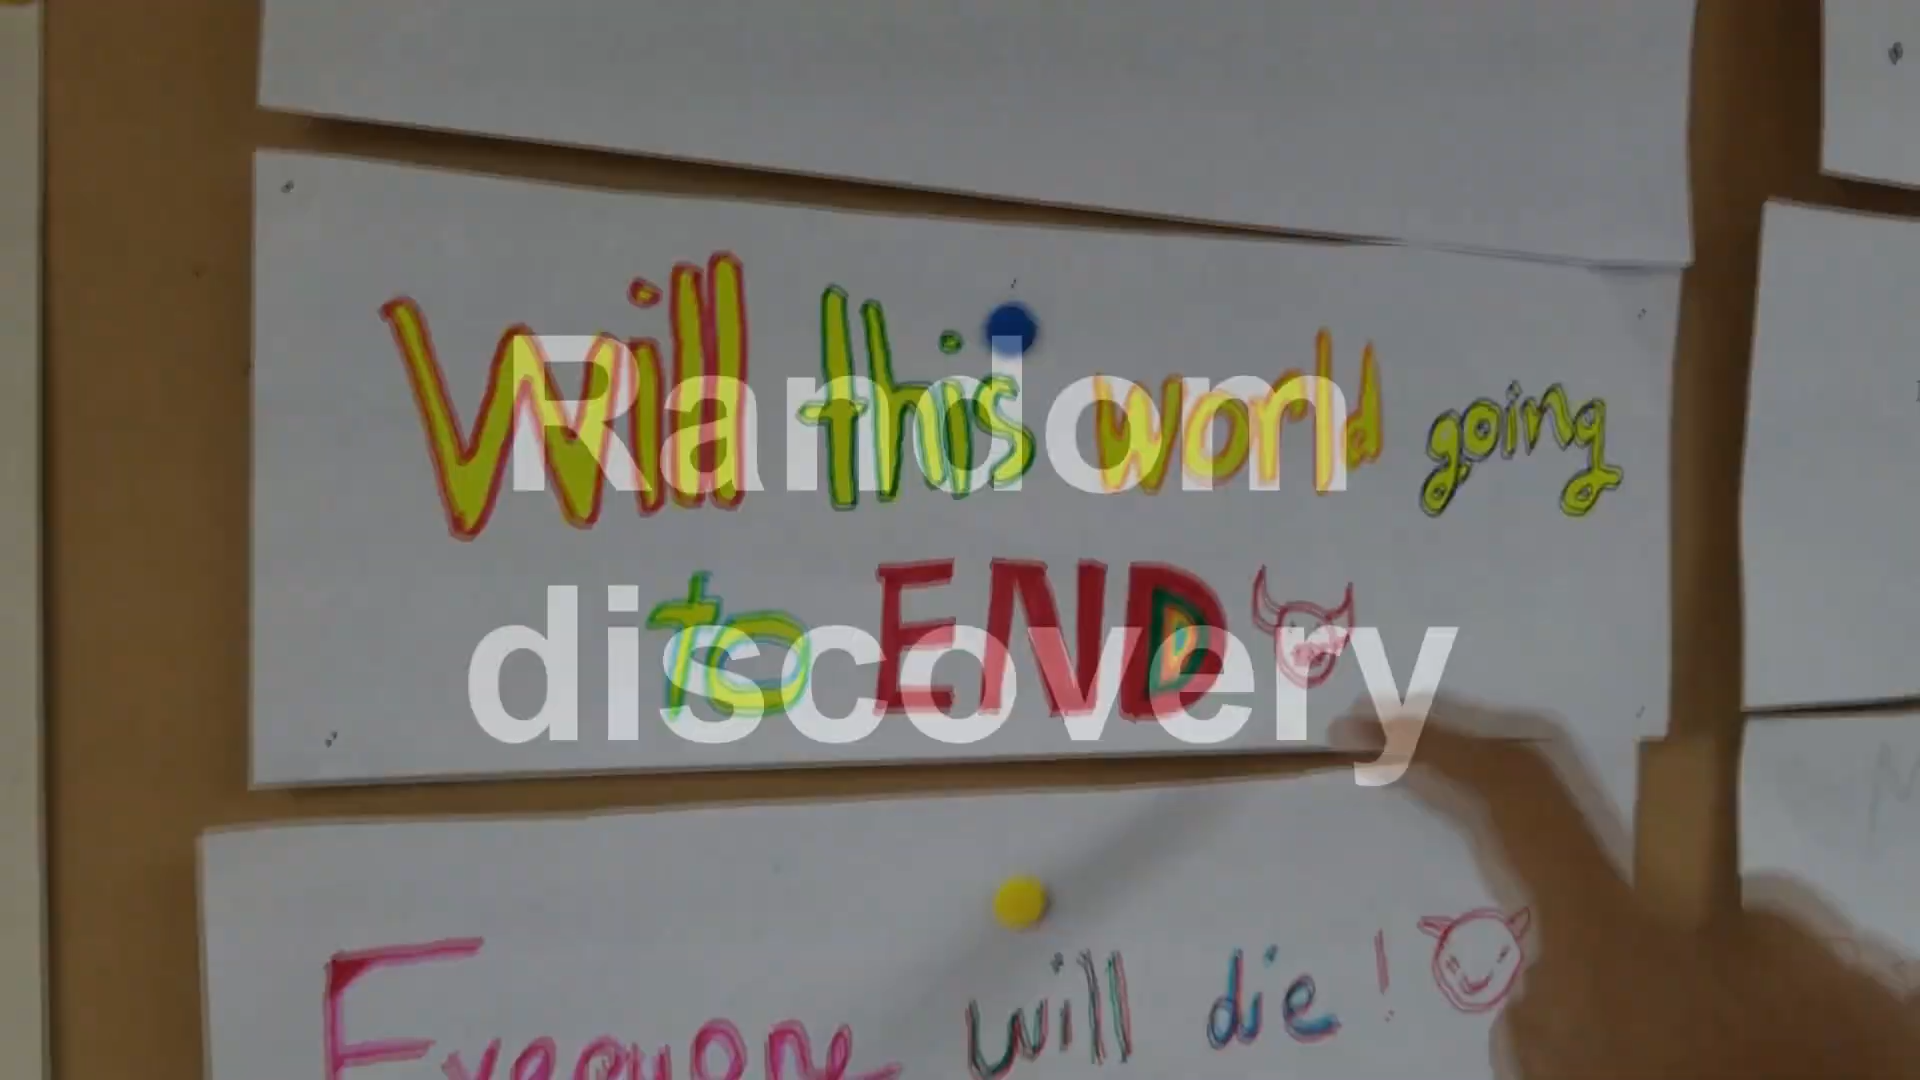 Will this world going
to END
Random
discovery
Everyone will die!